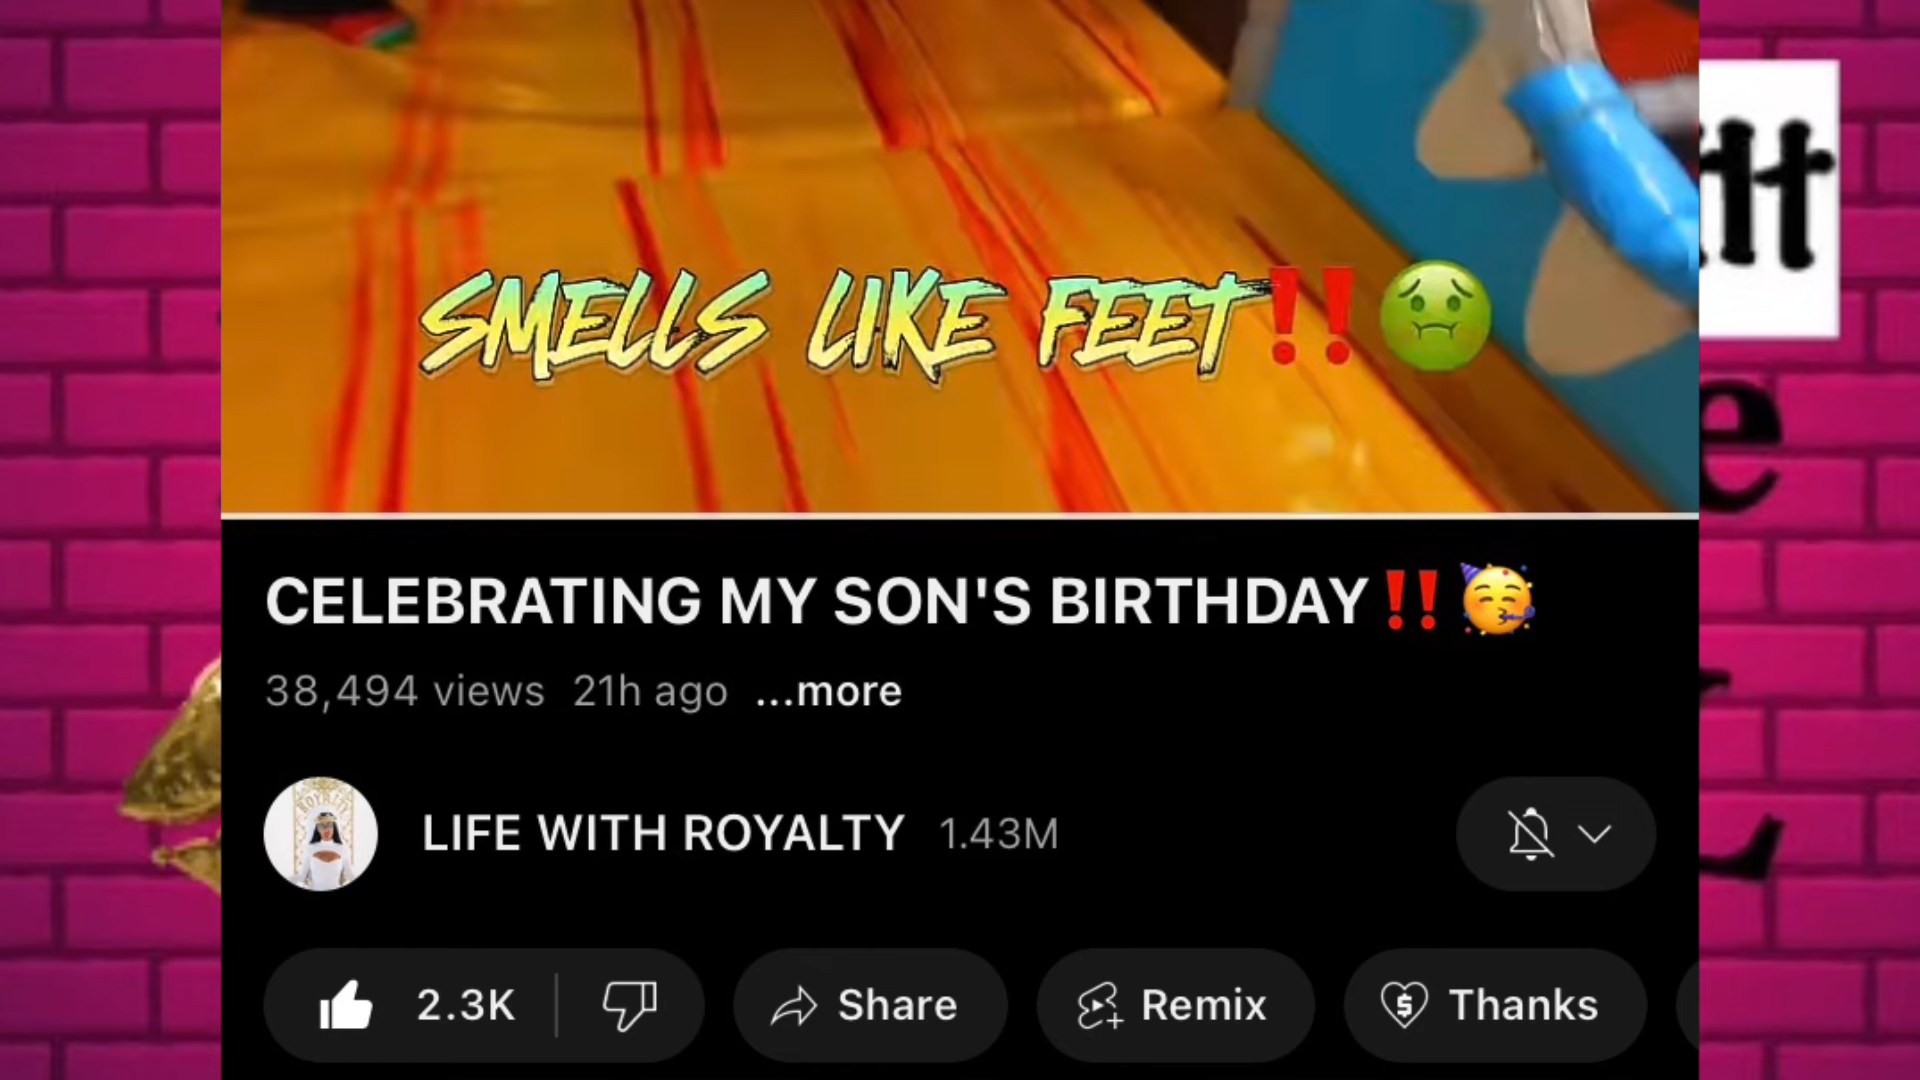 SMELLS LIKE FEET‼️🤢
CELEBRATING MY SON'S BIRTHDAY‼️🥳
38,494 views 21h ago ...more
ROYALTY
LIFE WITH ROYALTY 1.43M
2.3K
Share
Remix
Thanks